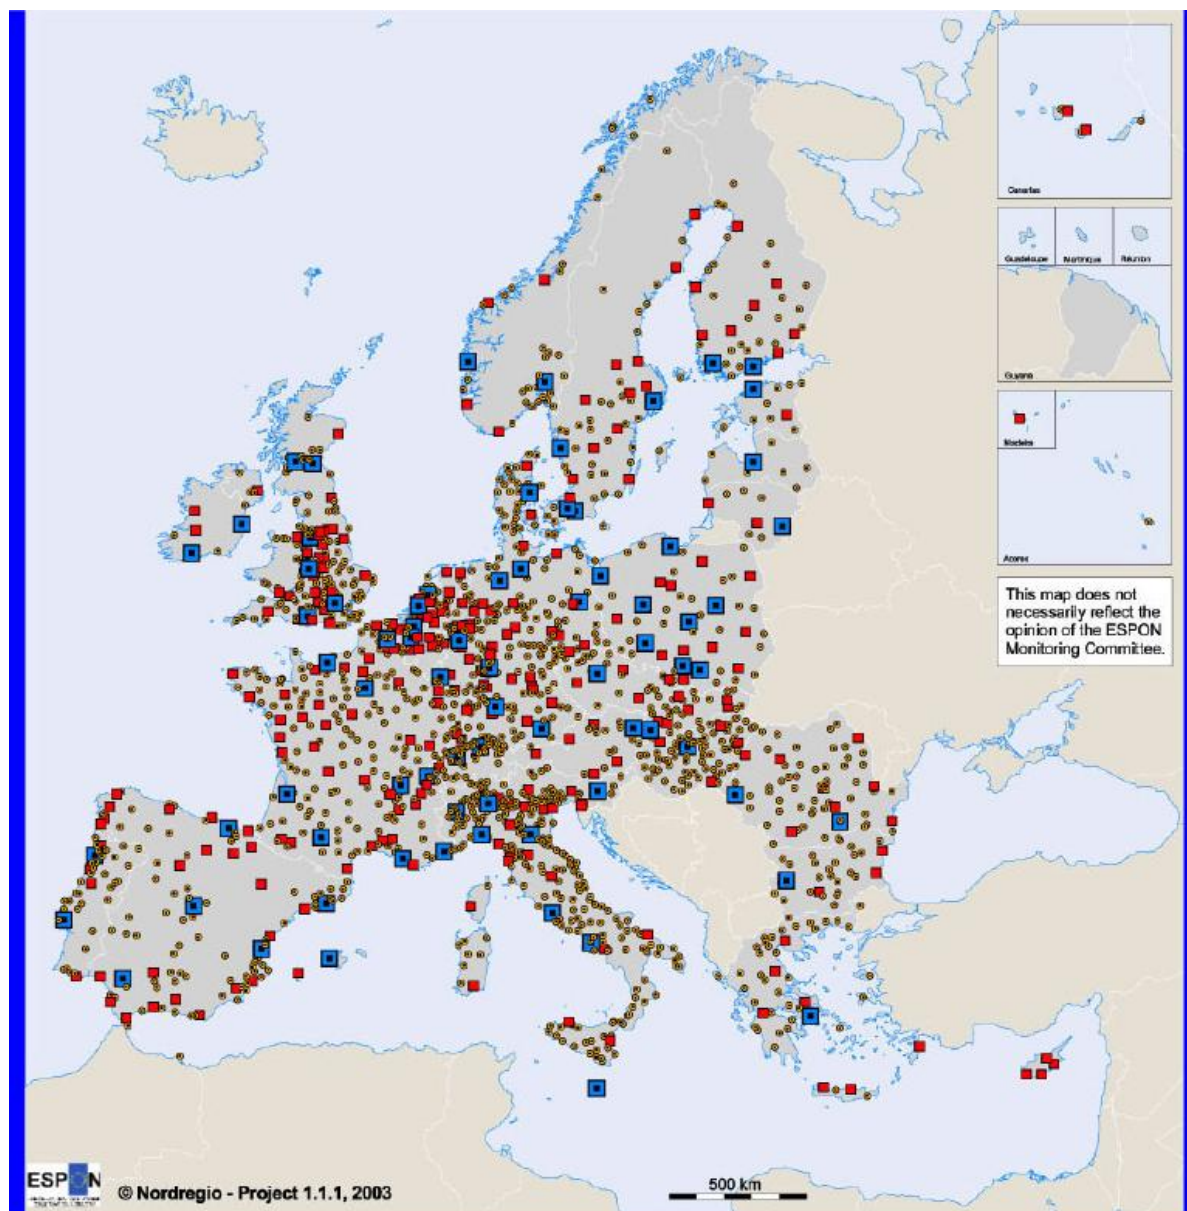 Canarias
Guadeloupe
Martinique
Réunion
Guyane
Madeira
Acores
This map does not
necessarily reflect the
opinion of the ESPON
Monitoring Committee.
ESPON
© Nordregio - Project 1.1.1, 2003
500 km